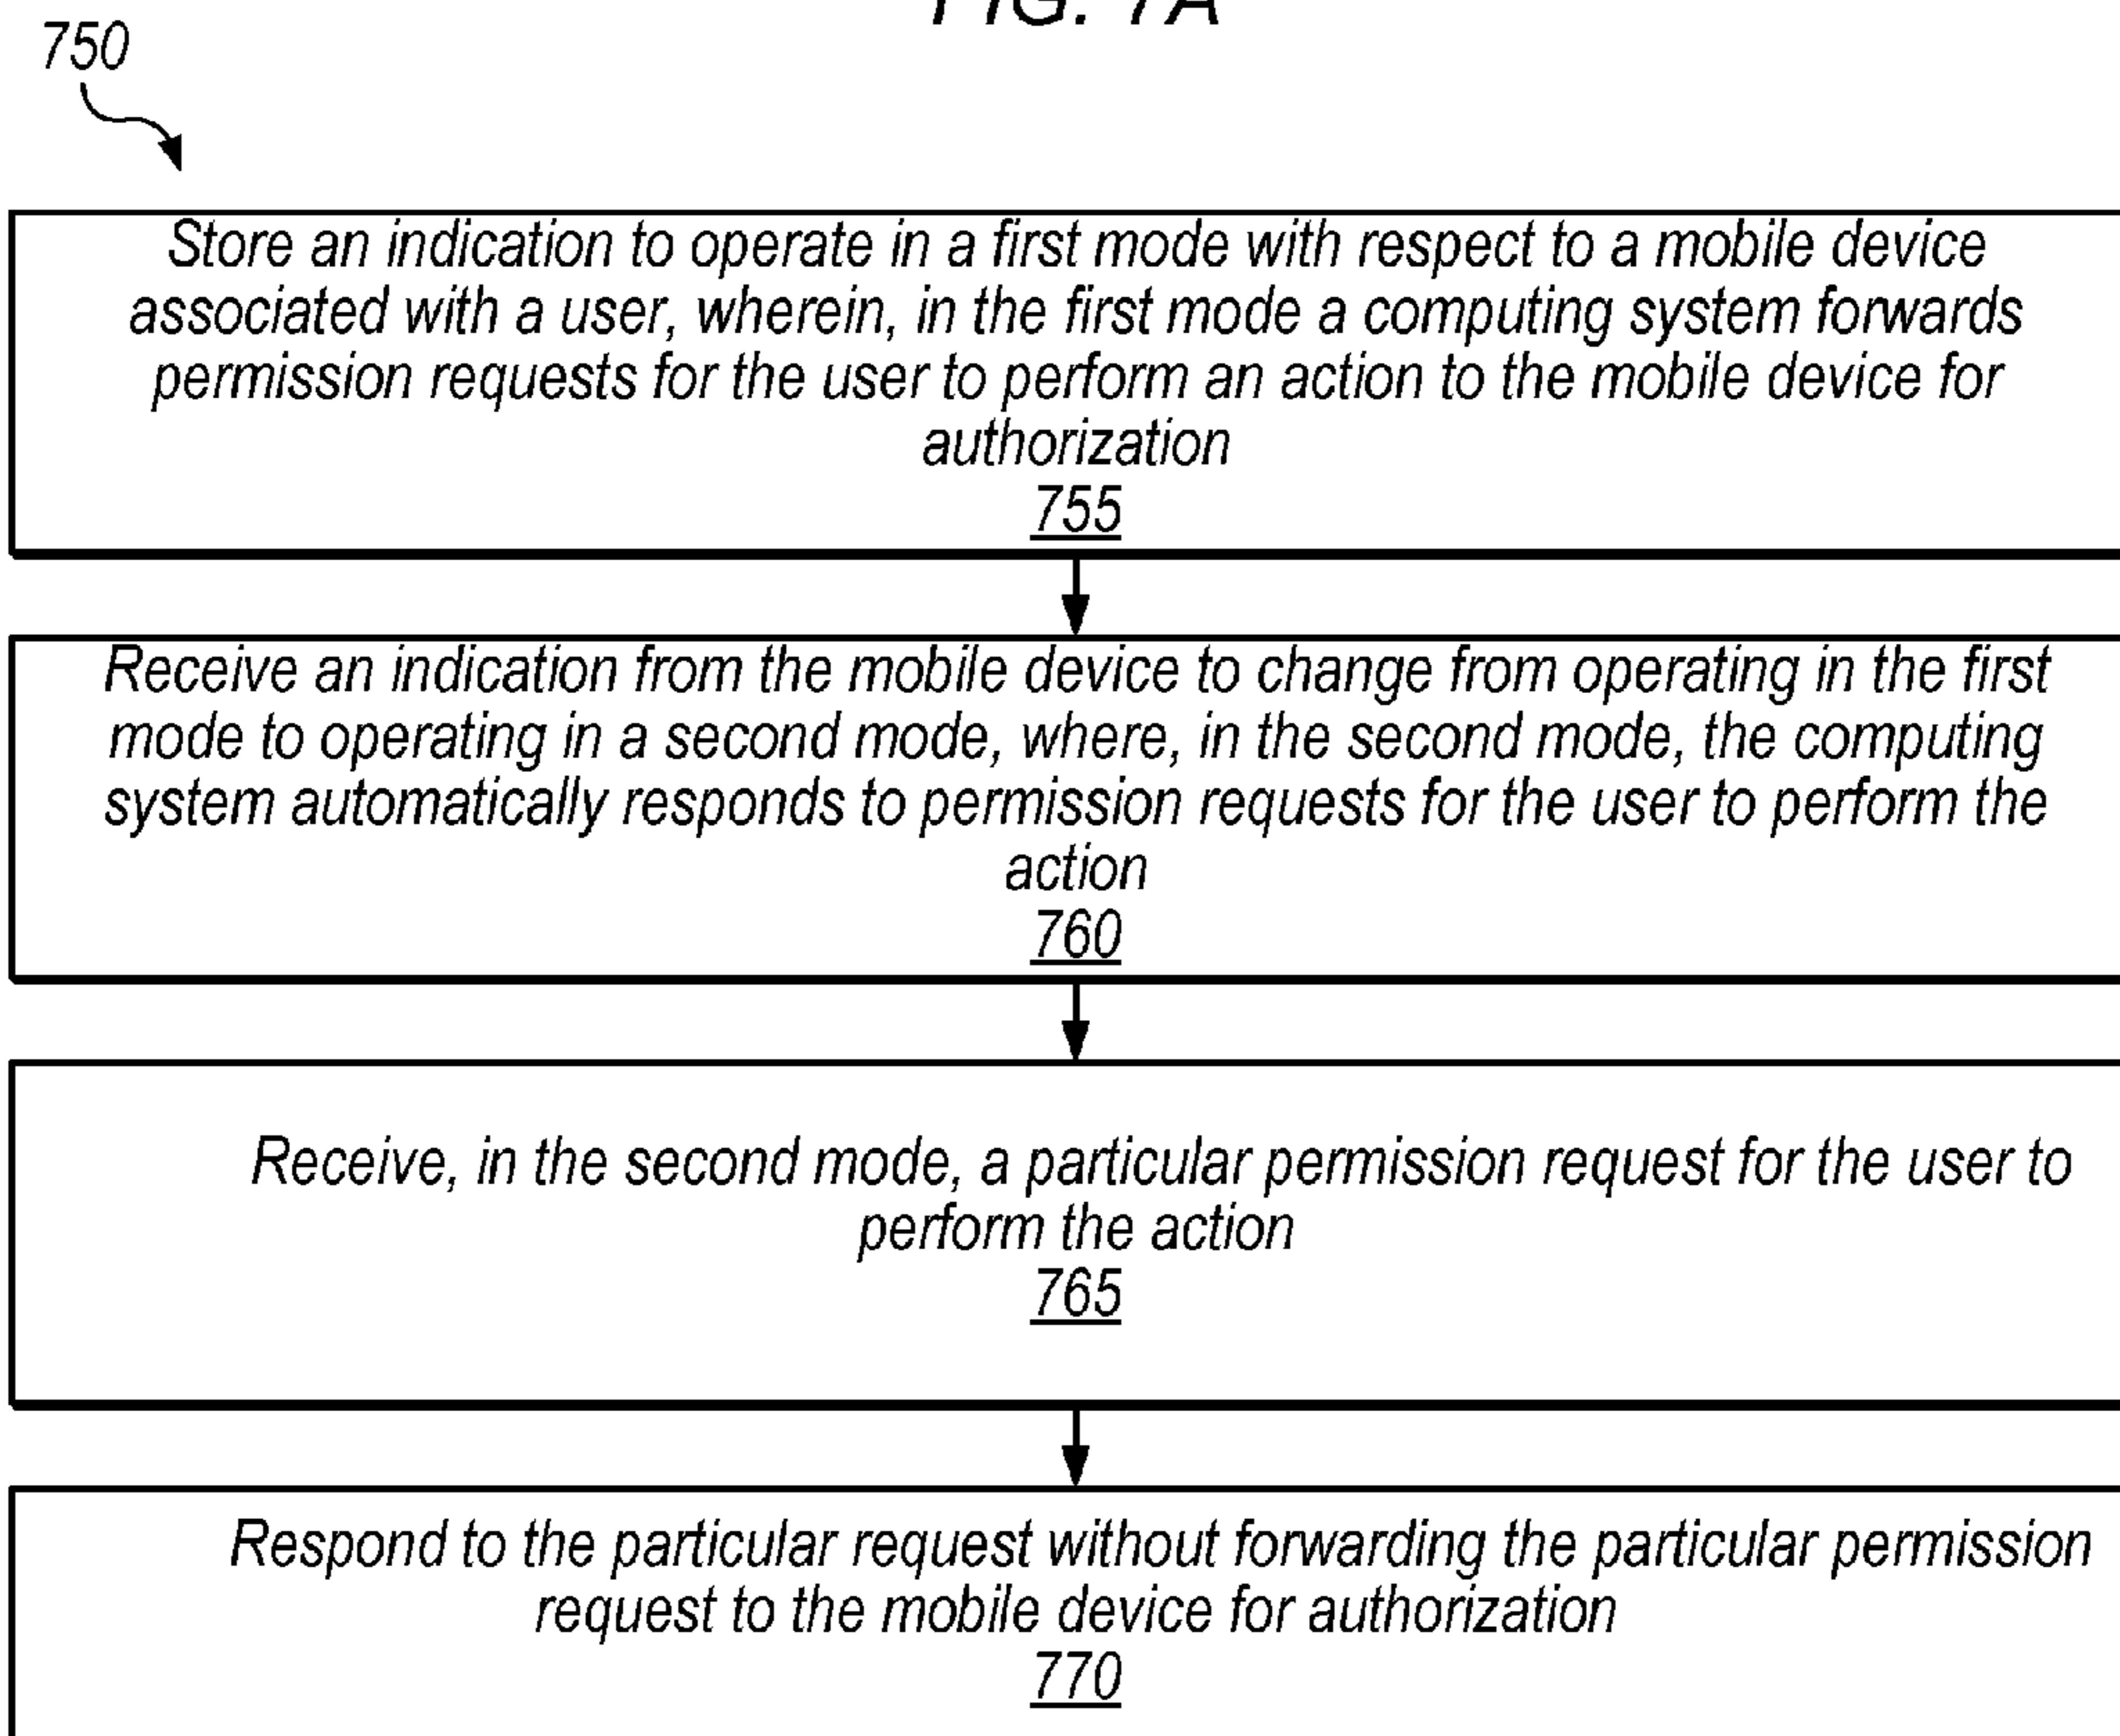 FIG. 7A
750
Store an indication to operate in a first mode with respect to a mobile device
associated with a user, wherein, in the first mode a computing system forwards
permission requests for the user to perform an action to the mobile device for
authorization
755
Receive an indication from the mobile device to change from operating in the first
mode to operating in a second mode, where, in the second mode, the computing
system automatically responds to permission requests for the user to perform the
action
760
Receive, in the second mode, a particular permission request for the user to
perform the action
765
Respond to the particular request without forwarding the particular permission
request to the mobile device for authorization
770